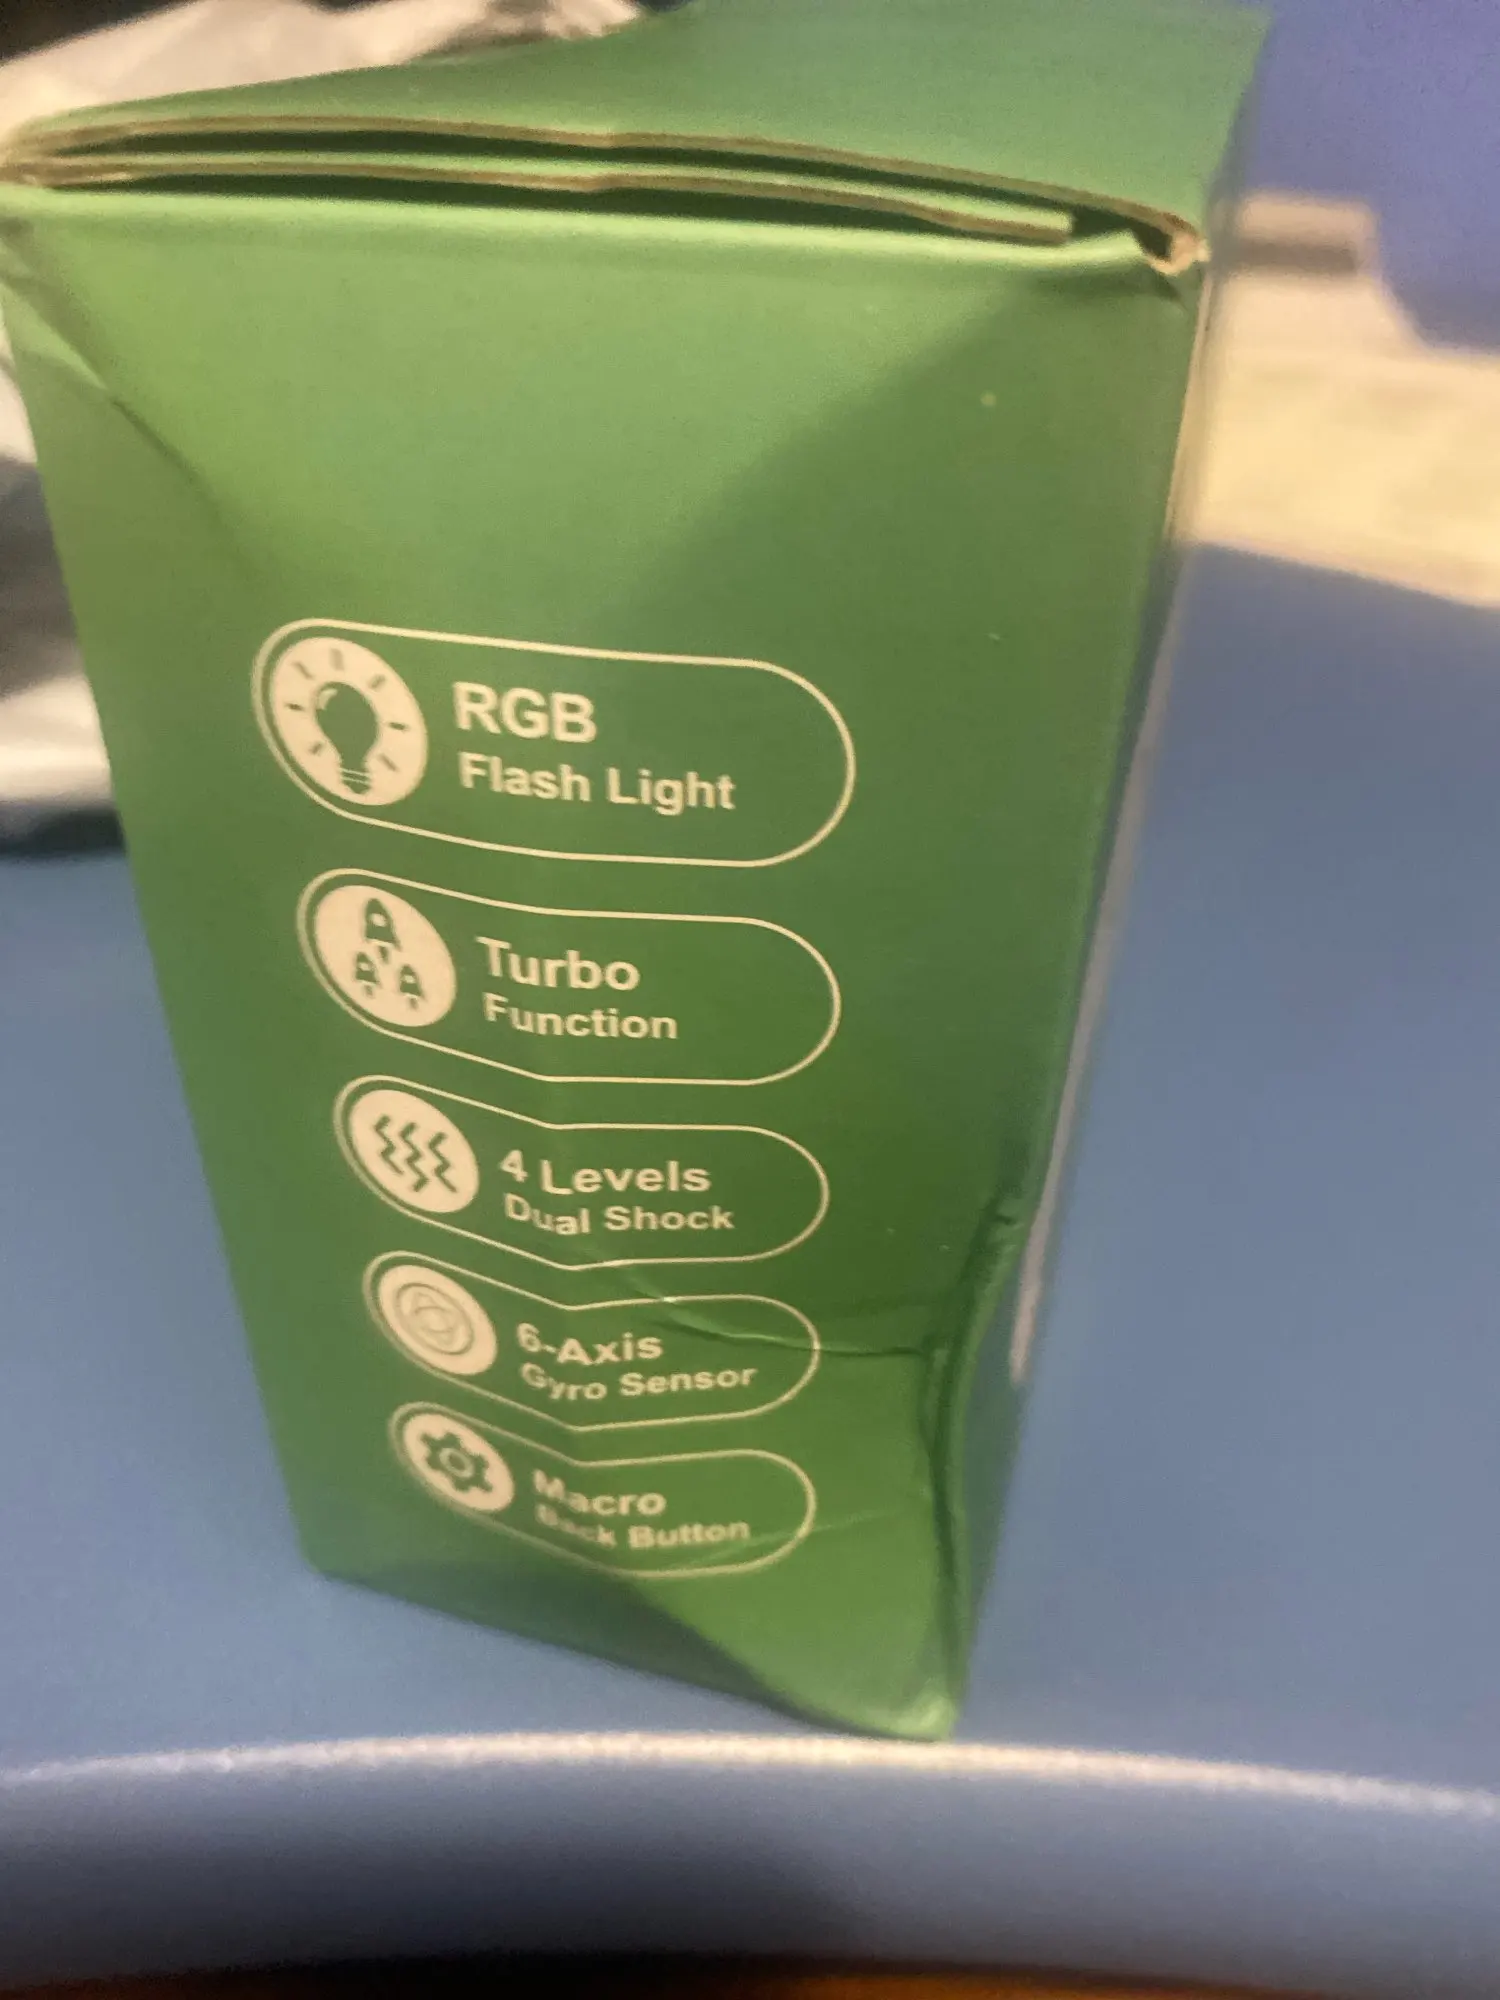 RGB
Flash Light
Turbo
Function
4 Levels
Dual Shock
6-Axis
Gyro Sensor
Macro
Back Button